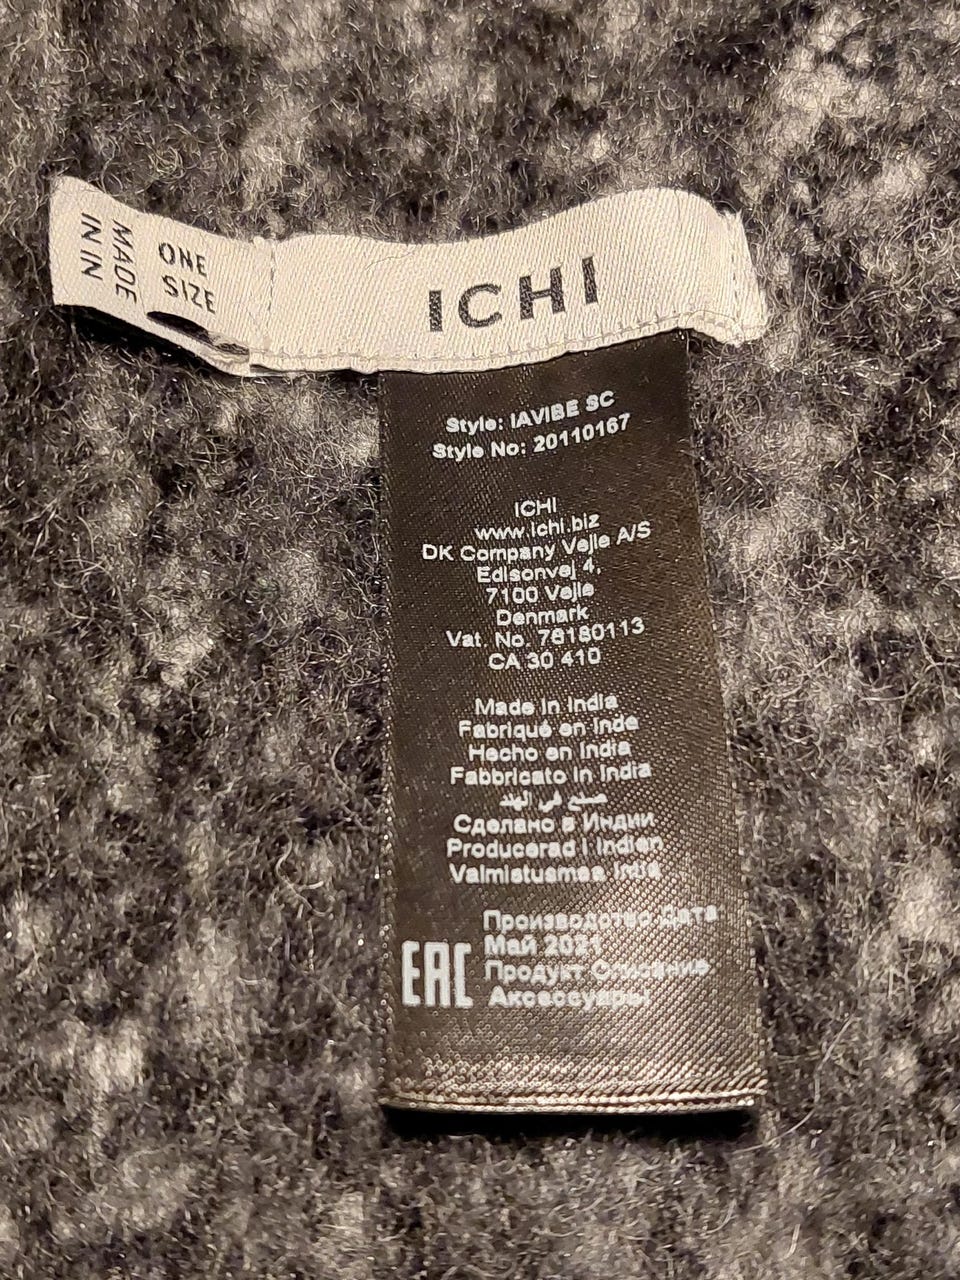 MADE
IN IN
ONE
SIZE
ICHI
Style: IAVIBE SC
Style No: 20110167
ICHI
www.ichi.biz
DK Company Vejle A/S
Edisonvej 4,
7100 Vejle
Denmark
Vat. No. 78180113
CA 30 410
Made in India
Fabriqué en Inde
Hecho en India
Fabbricato in India
صنع في الهند
Сделано в Индии
Producerad i Indien
Valmistusmaa Intia
Производство Дата
Май 2021
EAC
Продукт Описание
Аксессуары